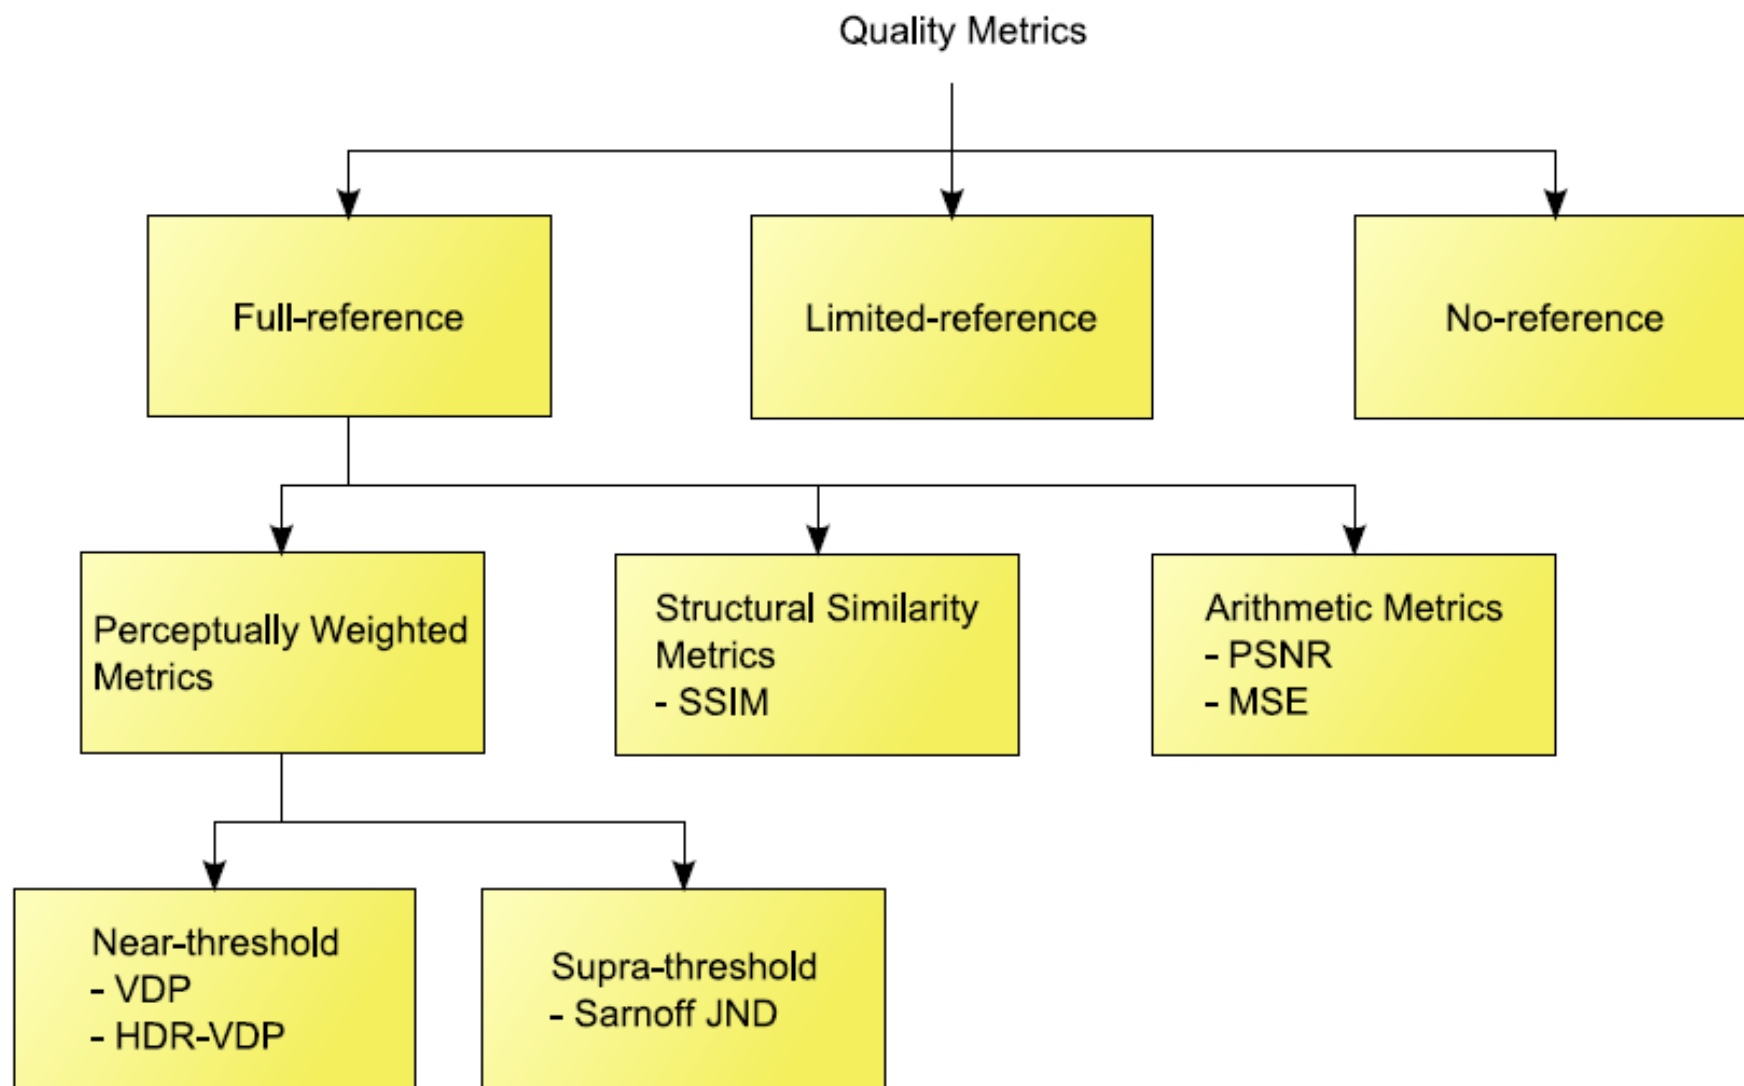 Quality Metrics
Full-reference
Limited-reference
No-reference
Perceptually Weighted
Metrics
Structural Similarity
Metrics
- SSIM
Arithmetic Metrics
- PSNR
- MSE
Near-threshold
- VDP
- HDR-VDP
Supra-threshold
- Sarnoff JND